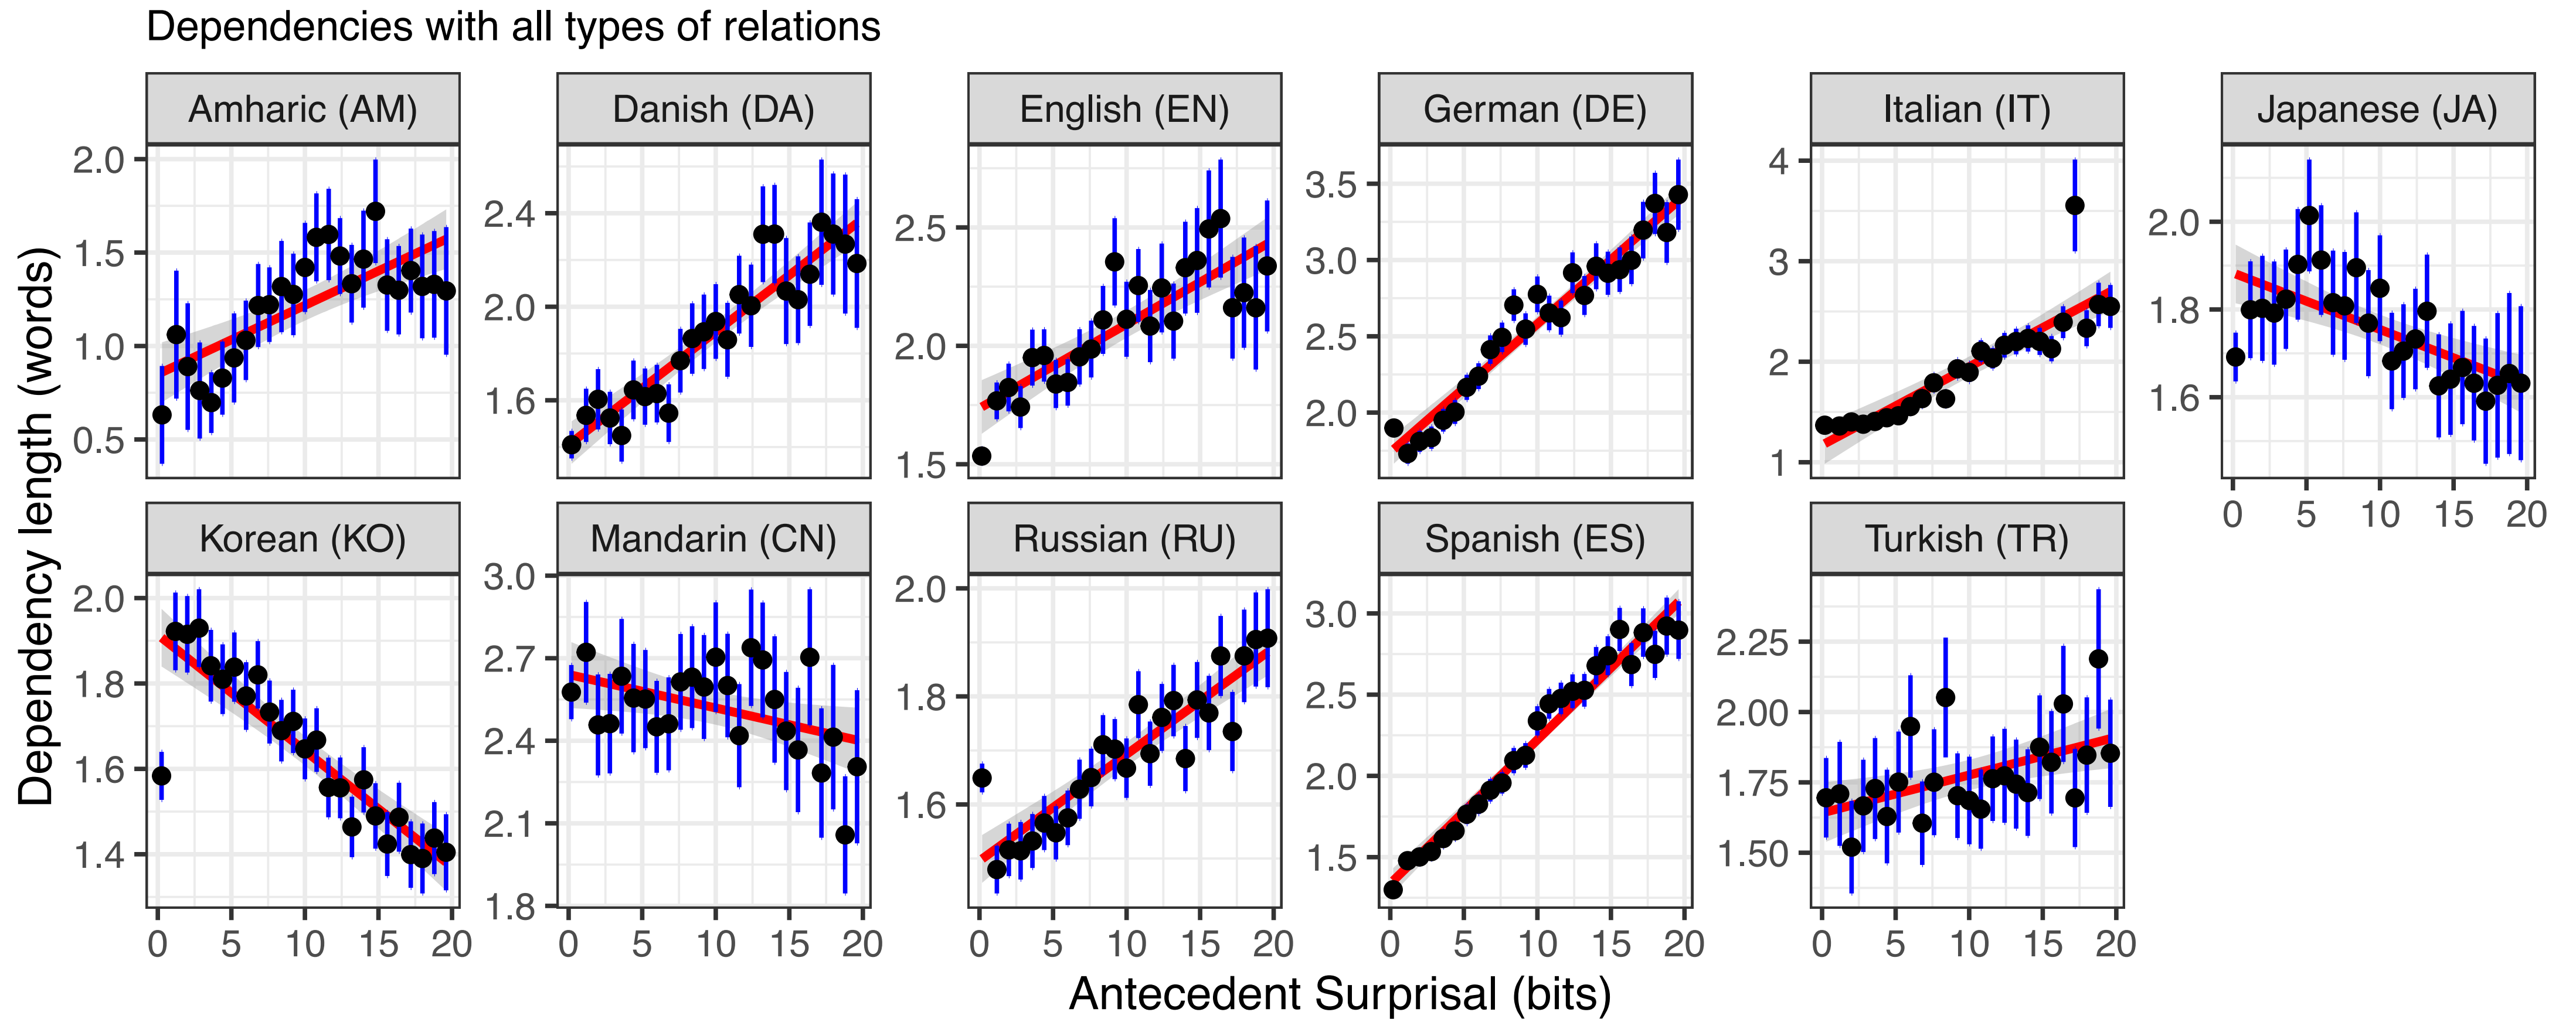 Dependencies with all types of relations
Amharic (AM)
Danish (DA)
English (EN)
German (DE)
Italian (IT)
Japanese (JA)
2.0
1.5
1.0
0.5
2.4
2.0
1.6
2.5
2.0
1.5
3.5
3.0
2.5
2.0
4
3
2
1
2.0
1.8
1.6
0 5 10 15 20
Dependency length (words)
Korean (KO)
Mandarin (CN)
Russian (RU)
Spanish (ES)
Turkish (TR)
2.0
1.8
1.6
1.4
3.0
2.7
2.4
2.1
1.8
2.0
1.8
1.6
3.0
2.5
2.0
1.5
2.25
2.00
1.75
1.50
0 5 10 15 20
0 5 10 15 20
0 5 10 15 20
0 5 10 15 20
0 5 10 15 20
Antecedent Surprisal (bits)